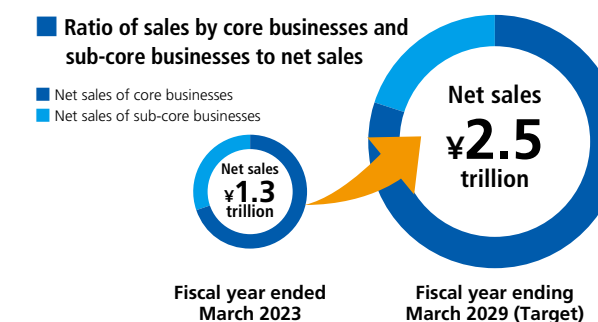 Ratio of sales by core businesses and
sub-core businesses to net sales
Net sales of core businesses
Net sales of sub-core businesses
Net sales
¥1.3
trillion
Net sales
¥2.5
trillion
Fiscal year ended
March 2023
Fiscal year ending
March 2029 (Target)